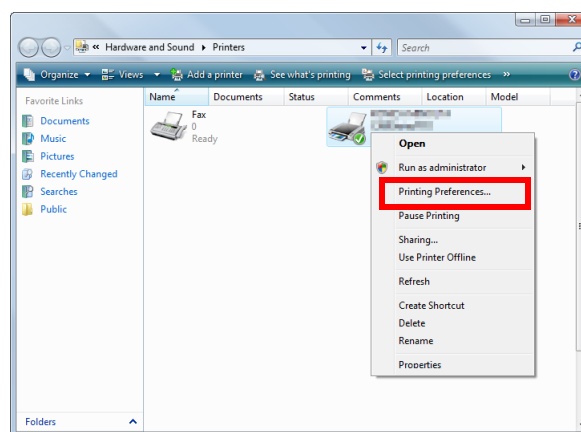 « Hardware and Sound ▸ Printers
Search
Organize Views Add a printer See what's printing Select printing preferences »
Favorite Links
Documents
Music
Pictures
Recently Changed
Searches
Public
Folders
Name Documents Status Comments Location Model
Fax
0
Ready
Open
Run as administrator
Printing Preferences...
Pause Printing
Sharing...
Use Printer Offline
Refresh
Create Shortcut
Delete
Rename
Properties